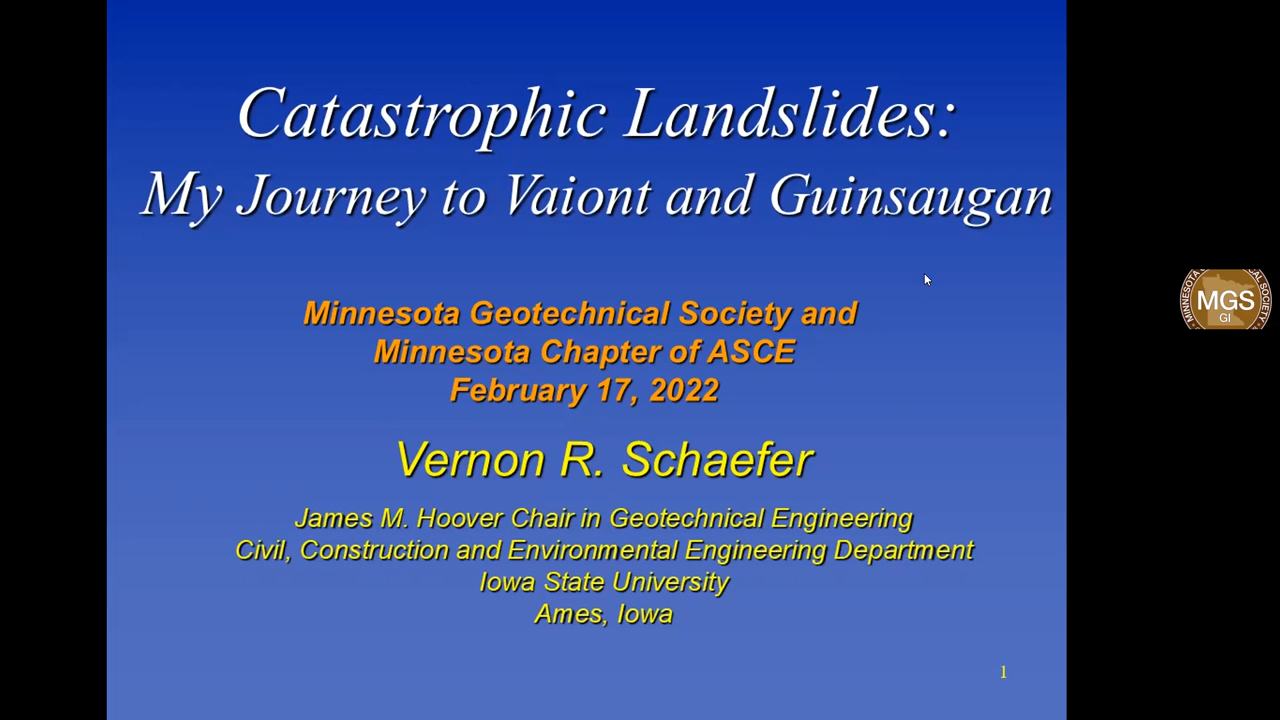 Catastrophic Landslides:
My Journey to Vaiont and Guinsaugan
Minnesota Geotechnical Society and
Minnesota Chapter of ASCE
February 17, 2022
Vernon R. Schaefer
James M. Hoover Chair in Geotechnical Engineering
Civil, Construction and Environmental Engineering Department
Iowa State University
Ames, Iowa
1
MGS
GI